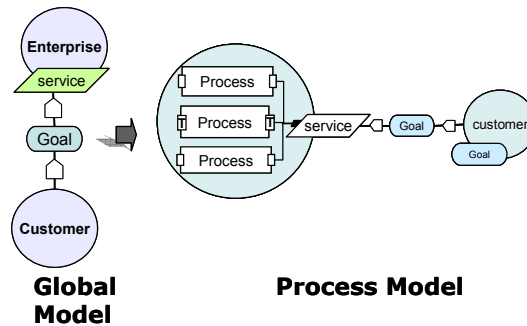 Enterprise
service
Goal
Customer
Global
Model
Process
T Process T
Process
service
Goal
customer
Goal
Process Model